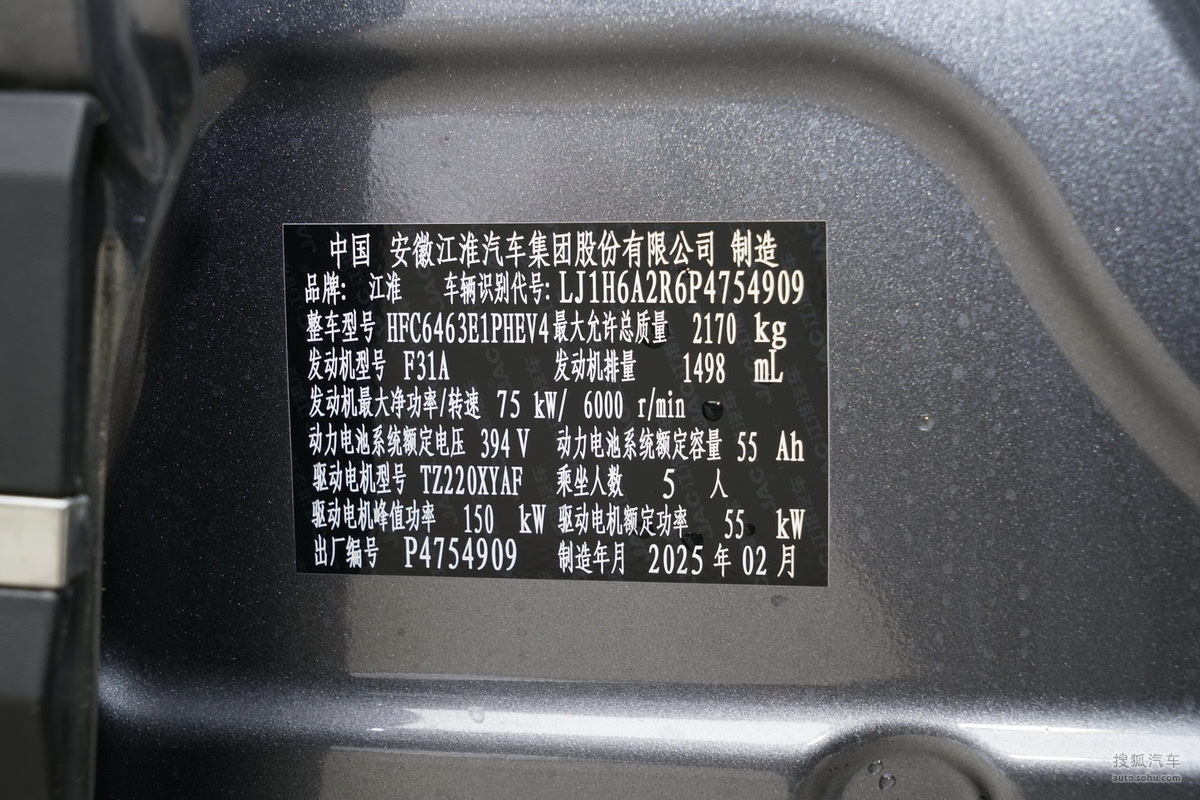 中国 安徽江淮汽车集团股份有限公司 制造
品牌: 江淮 车辆识别代号: LJ1H6A2R6P4754909
整车型号 HFC6463E1PHEV4 最大允许总质量 2170 kg
发动机型号 F31A 发动机排量 1498 mL
发动机最大净功率/转速 75 kW/ 6000 r/min
动力电池系统额定电压 394 V 动力电池系统额定容量 55 Ah
驱动电机型号 TZ220XYAF 乘坐人数 5 人
驱动电机峰值功率 150 kW 驱动电机额定功率 55 kW
出厂编号 P4754909 制造年月 2025 年 02 月
搜狐汽车
auto.sohu.com